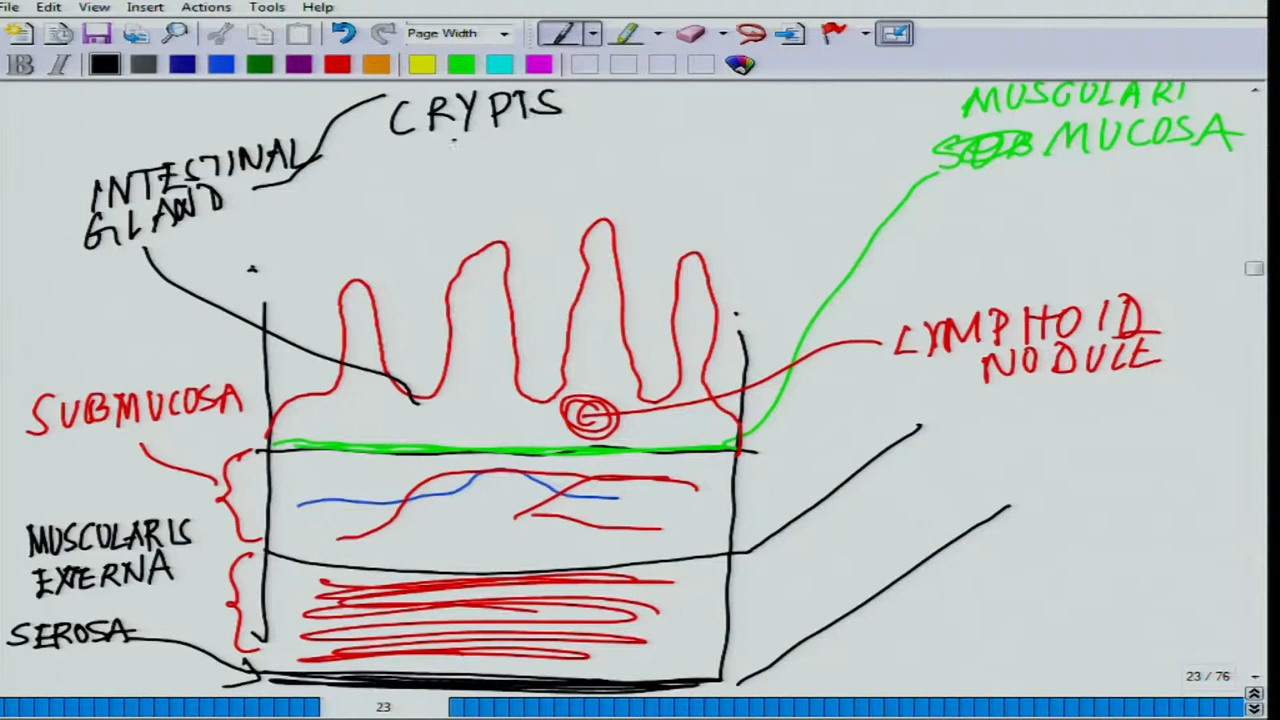 File Edit View Insert Actions Tools Help
Page Width
B I
CRYPTS
MUSCULARI
SUB MUCOSA
INTESTINAL
GLAND
LYMPHOID
NODULE
SUBMUCOSA
MUSCOLARIS
EXTERNA
SEROSA
23 / 76
23